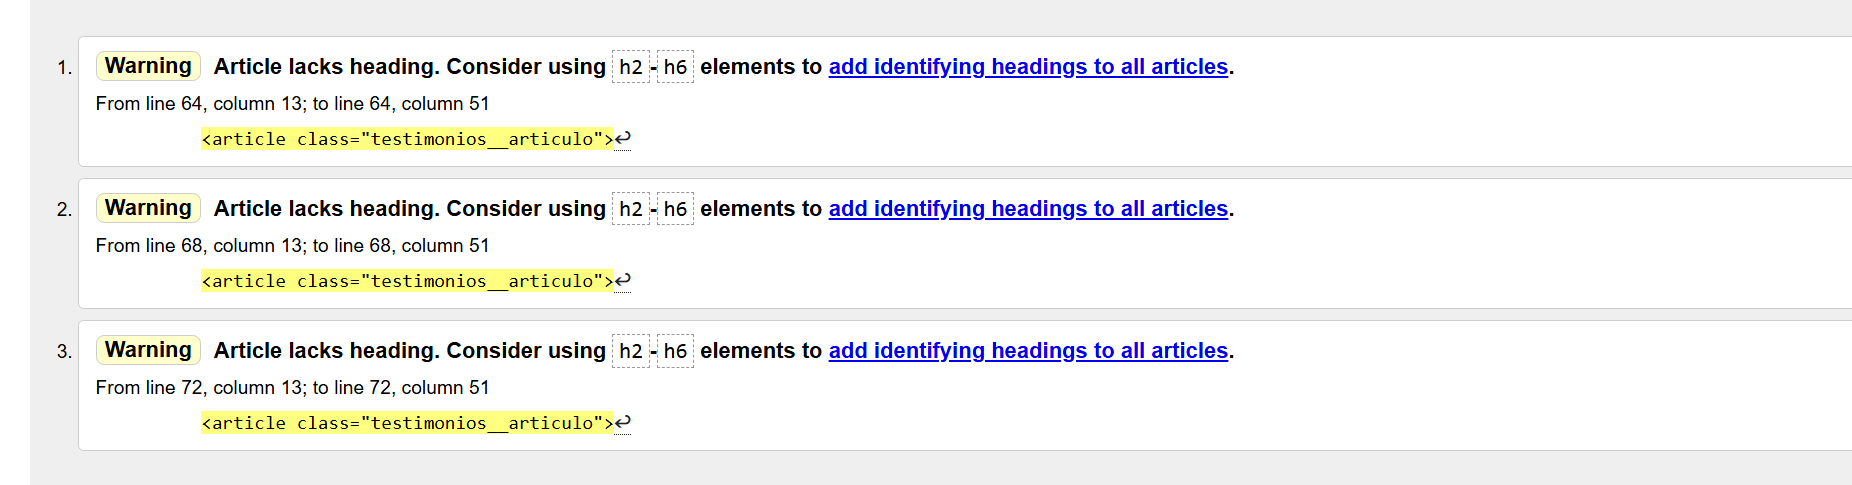 1. Warning Article lacks heading. Consider using h2-h6 elements to add identifying headings to all articles.
From line 64, column 13; to line 64, column 51
<article class="testimonios__articulo">↩
2. Warning Article lacks heading. Consider using h2-h6 elements to add identifying headings to all articles.
From line 68, column 13; to line 68, column 51
<article class="testimonios__articulo">↩
3. Warning Article lacks heading. Consider using h2-h6 elements to add identifying headings to all articles.
From line 72, column 13; to line 72, column 51
<article class="testimonios__articulo">↩